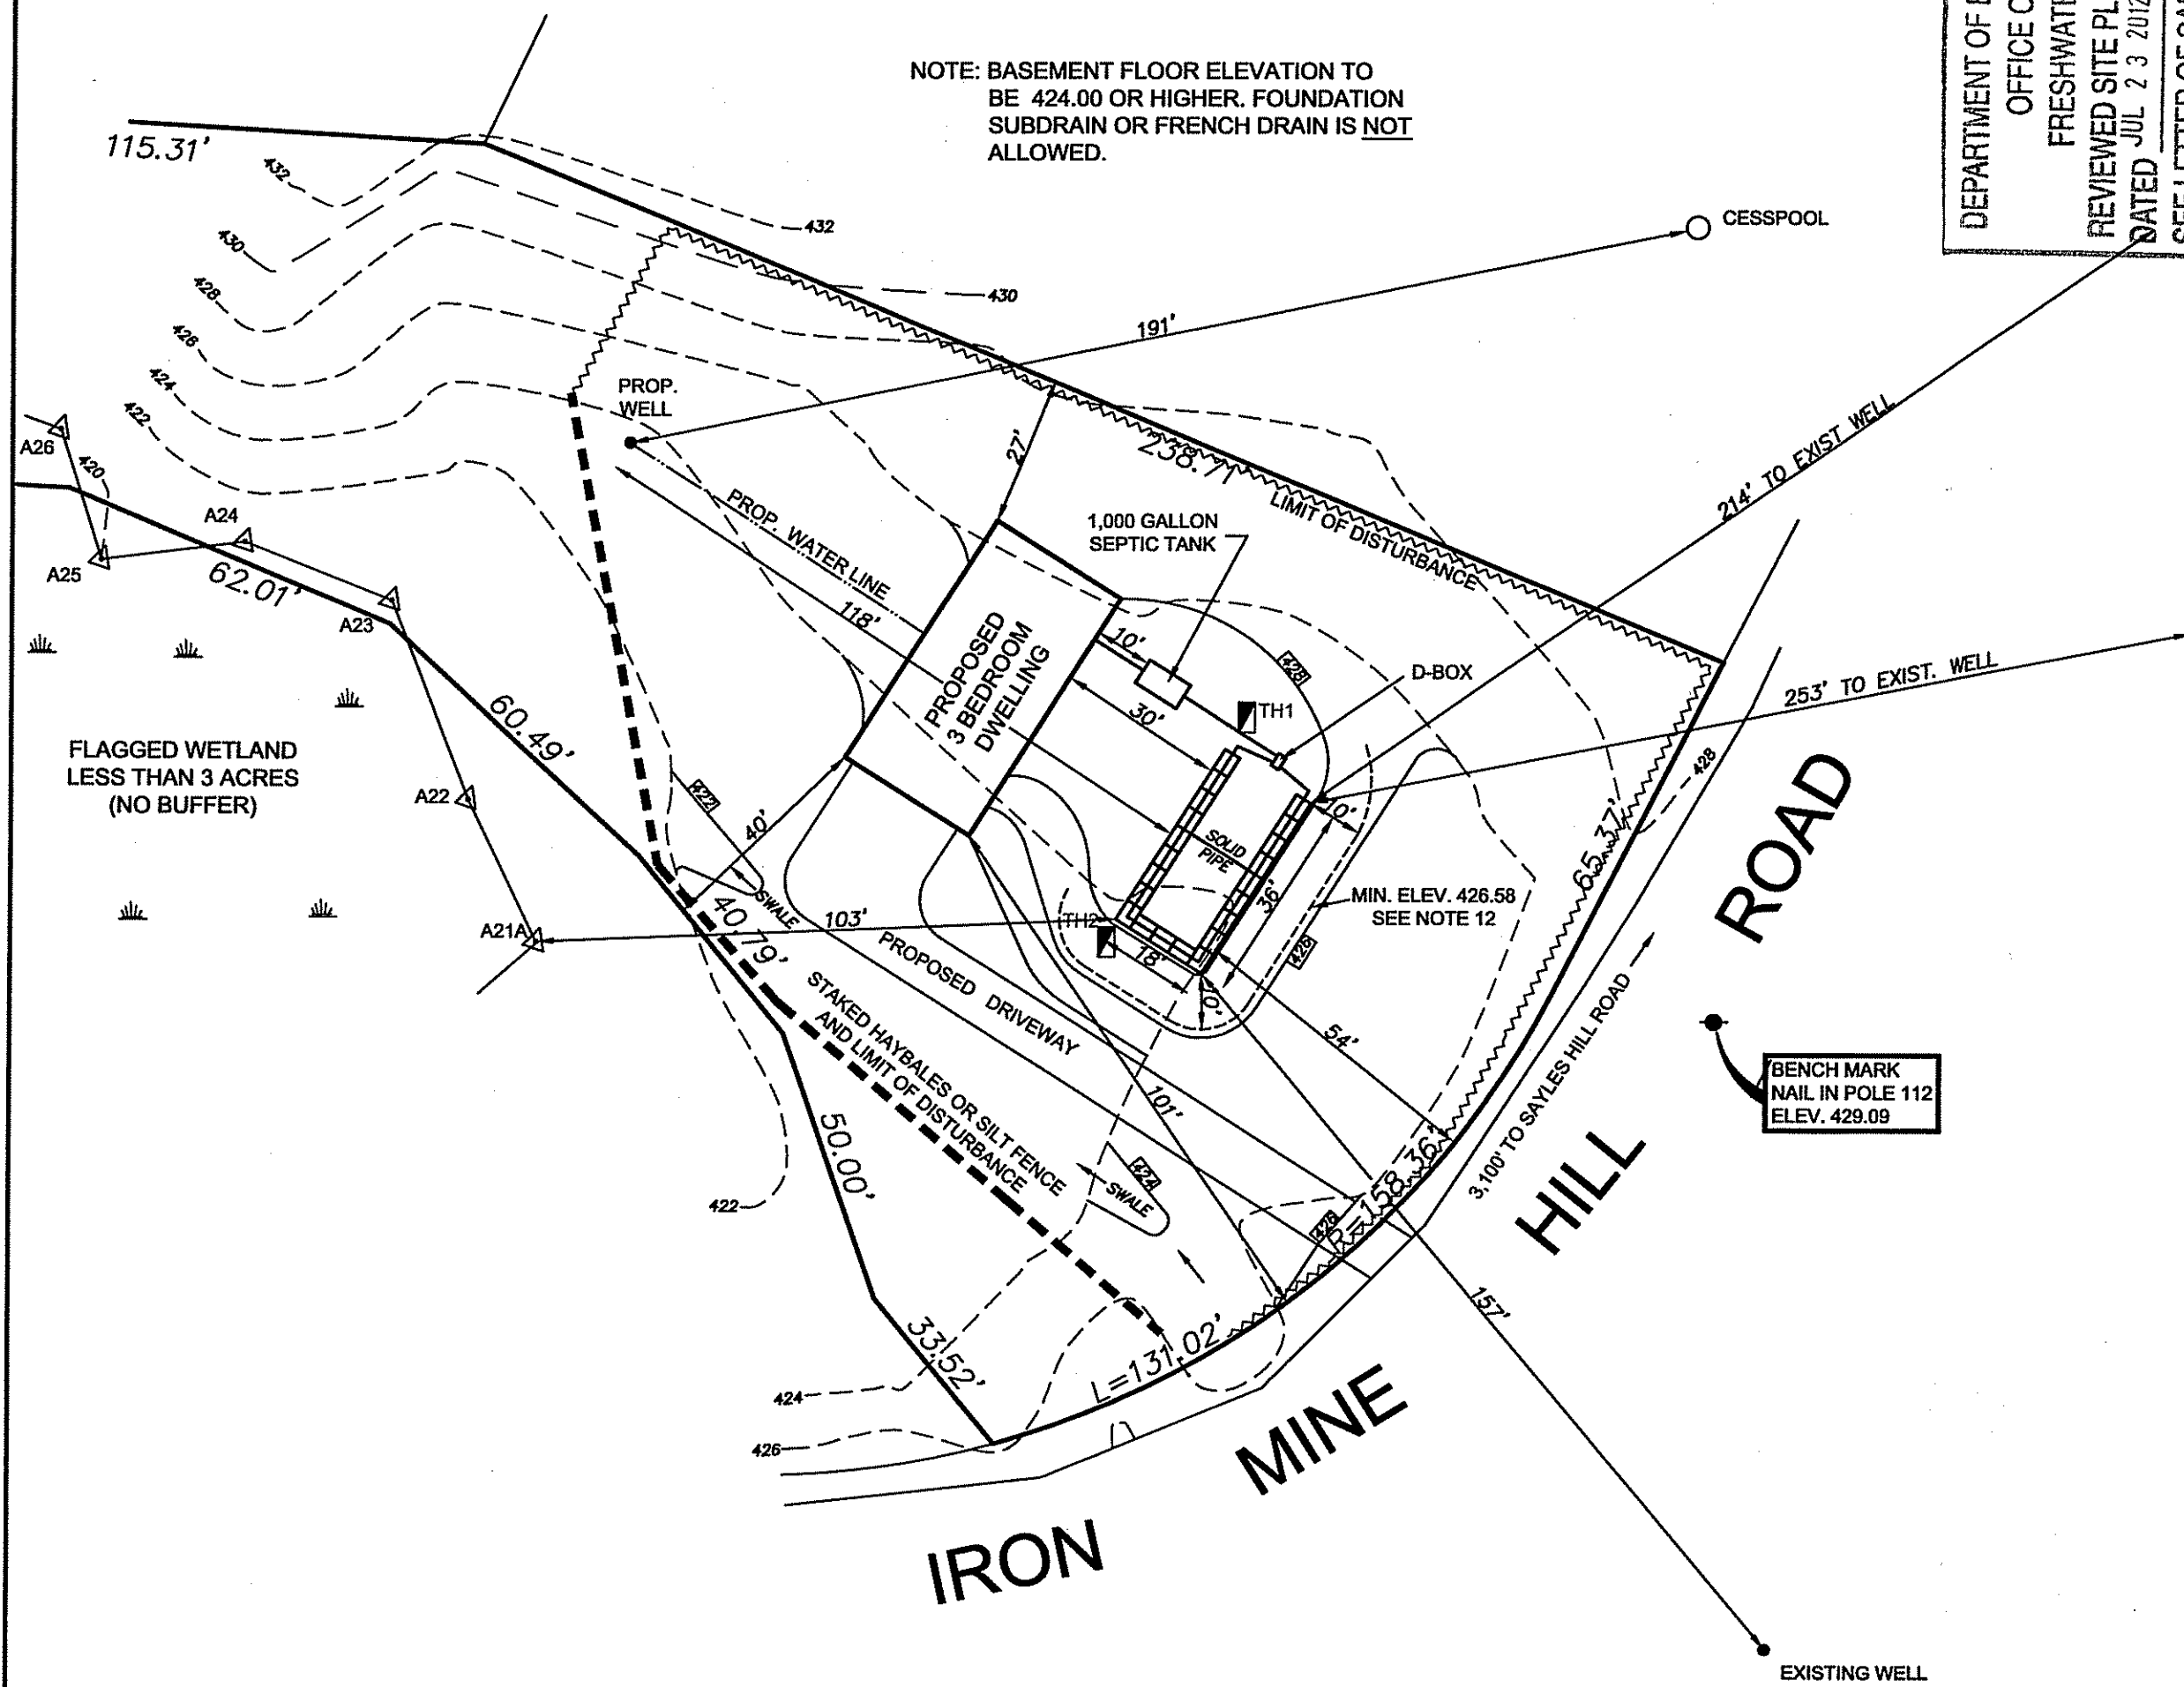 NOTE: BASEMENT FLOOR ELEVATION TO
BE 424.00 OR HIGHER. FOUNDATION
SUBDRAIN OR FRENCH DRAIN IS NOT
ALLOWED.
DEPARTMENT OF
OFFICE
FRESHWATE
REVIEWED SITE PL
DATED JUL 23 2012
SEE LETTER OF
115.31'
432
432
430
430
428
426
424
422
420
CESSPOOL
191'
PROP.
WELL
27'
238.77'
LIMIT OF DISTURBANCE
214' TO EXIST WELL
253' TO EXIST. WELL
A26
A25
A24
A23
A22
A21A
62.01'
60.49'
FLAGGED WETLAND
LESS THAN 3 ACRES
(NO BUFFER)
PROP. WATER LINE
118'
1,000 GALLON
SEPTIC TANK
PROPOSED
3 BEDROOM
DWELLING
10'
30'
TH1
428
D-BOX
10'
SOLID
PIPE
36'
MIN. ELEV. 426.58
SEE NOTE 12
TH2
18'
10'
426
422
40'
SWALE
103'
40.79'
PROPOSED DRIVEWAY
STAKED HAYBALES OR SILT FENCE
AND LIMIT OF DISTURBANCE
101'
54'
65.37'
428
3,100' TO SAYLES HILL ROAD
BENCH MARK
NAIL IN POLE 112
ELEV. 429.09
50.00'
422
424
SWALE
426
R=158.36'
L=131.02'
33.52'
424
426
157'
IRON
MINE
HILL
ROAD
EXISTING WELL